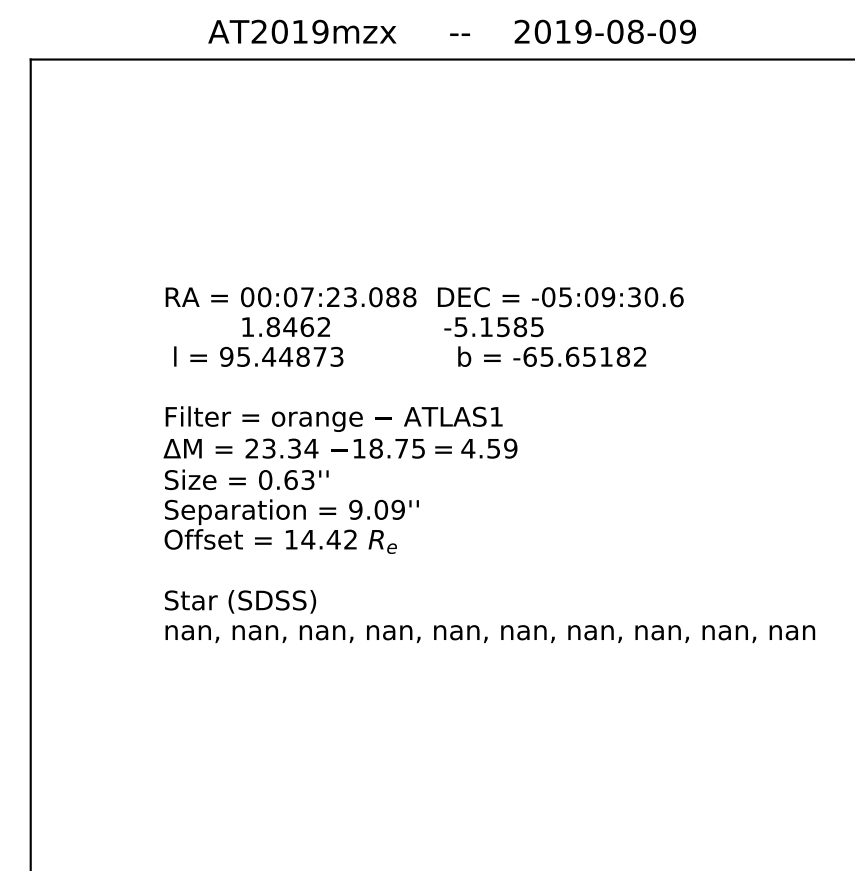 AT2019mzx -- 2019-08-09
RA = 00:07:23.088 DEC = -05:09:30.6
1.8462 -5.1585
l = 95.44873 b = -65.65182
Filter = orange − ATLAS1
ΔM = 23.34 −18.75 = 4.59
Size = 0.63''
Separation = 9.09''
Offset = 14.42 Re
Star (SDSS)
nan, nan, nan, nan, nan, nan, nan, nan, nan, nan